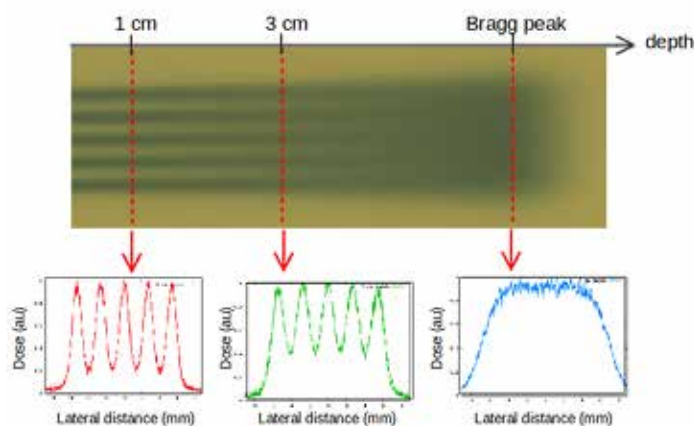 1 cm
3 cm
Bragg peak
depth
Dose (au)
Lateral distance (mm)
Dose (au)
Lateral distance (mm)
Dose (au)
Lateral distance (mm)